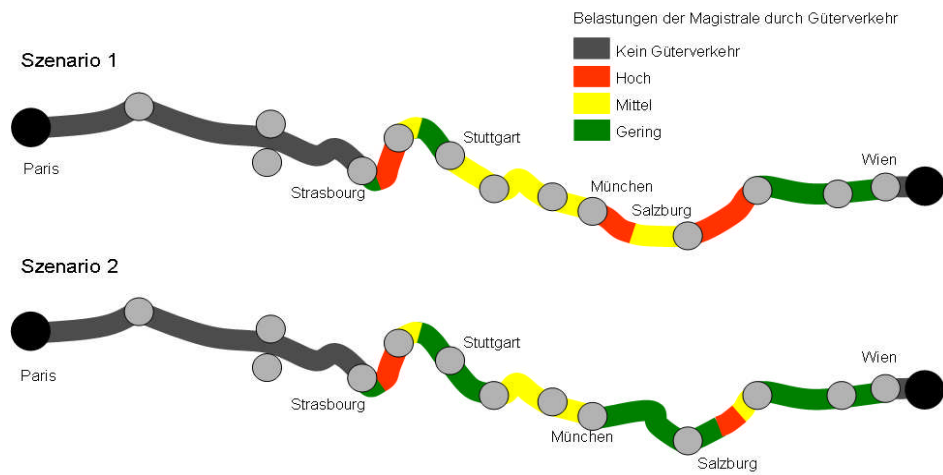 Belastungen der Magistrale durch Güterverkehr
Kein Güterverkehr
Hoch
Mittel
Gering
Szenario 1
Paris
Strasbourg
Stuttgart
München
Salzburg
Wien
Szenario 2
Paris
Strasbourg
Stuttgart
München
Salzburg
Wien